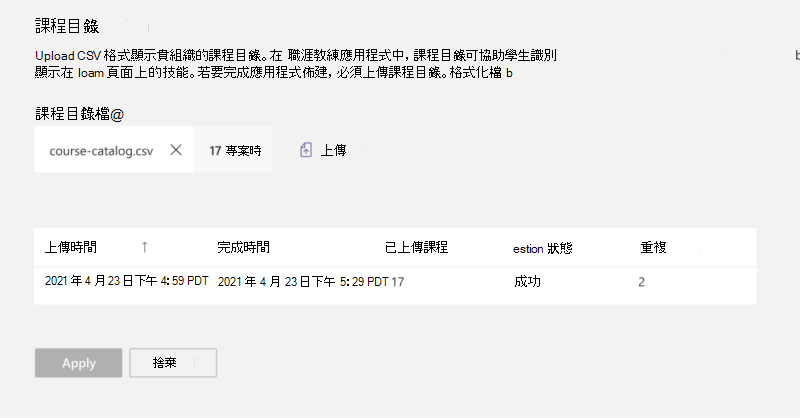 課程目錄
Upload CSV 格式顯示貴組織的課程目錄。在 職涯教練應用程式中，課程目錄可協助學生識別
顯示在 loam 頁面上的技能。若要完成應用程式佈建，必須上傳課程目錄。格式化檔 b
b
課程目錄檔@
course-catalog.csv × 17 專案時 上傳
上傳時間 ↑ 完成時間 已上傳課程 estion 狀態 重複
2021 年 4 月 23 日下午 4: 59 PDT 2021 年 4 月 23 日下午 5: 29 PDT 17 成功 2
Apply 捨棄